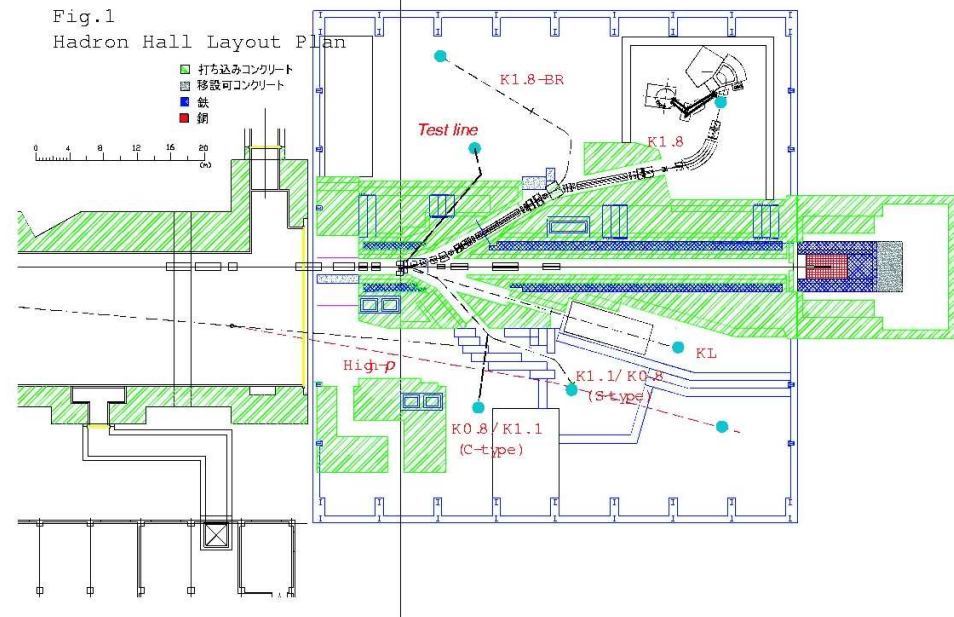 Fig.1
Hadron Hall Layout Plan
打ち込みコンクリート
移設可コンクリート
鉄
銅
0 4 8 12 16 20
(m)
K1.8-BR
Test line
K1.8
KL
High-ρ
K1.1/K0.8
(S-type)
K0.8/K1.1
(C-type)